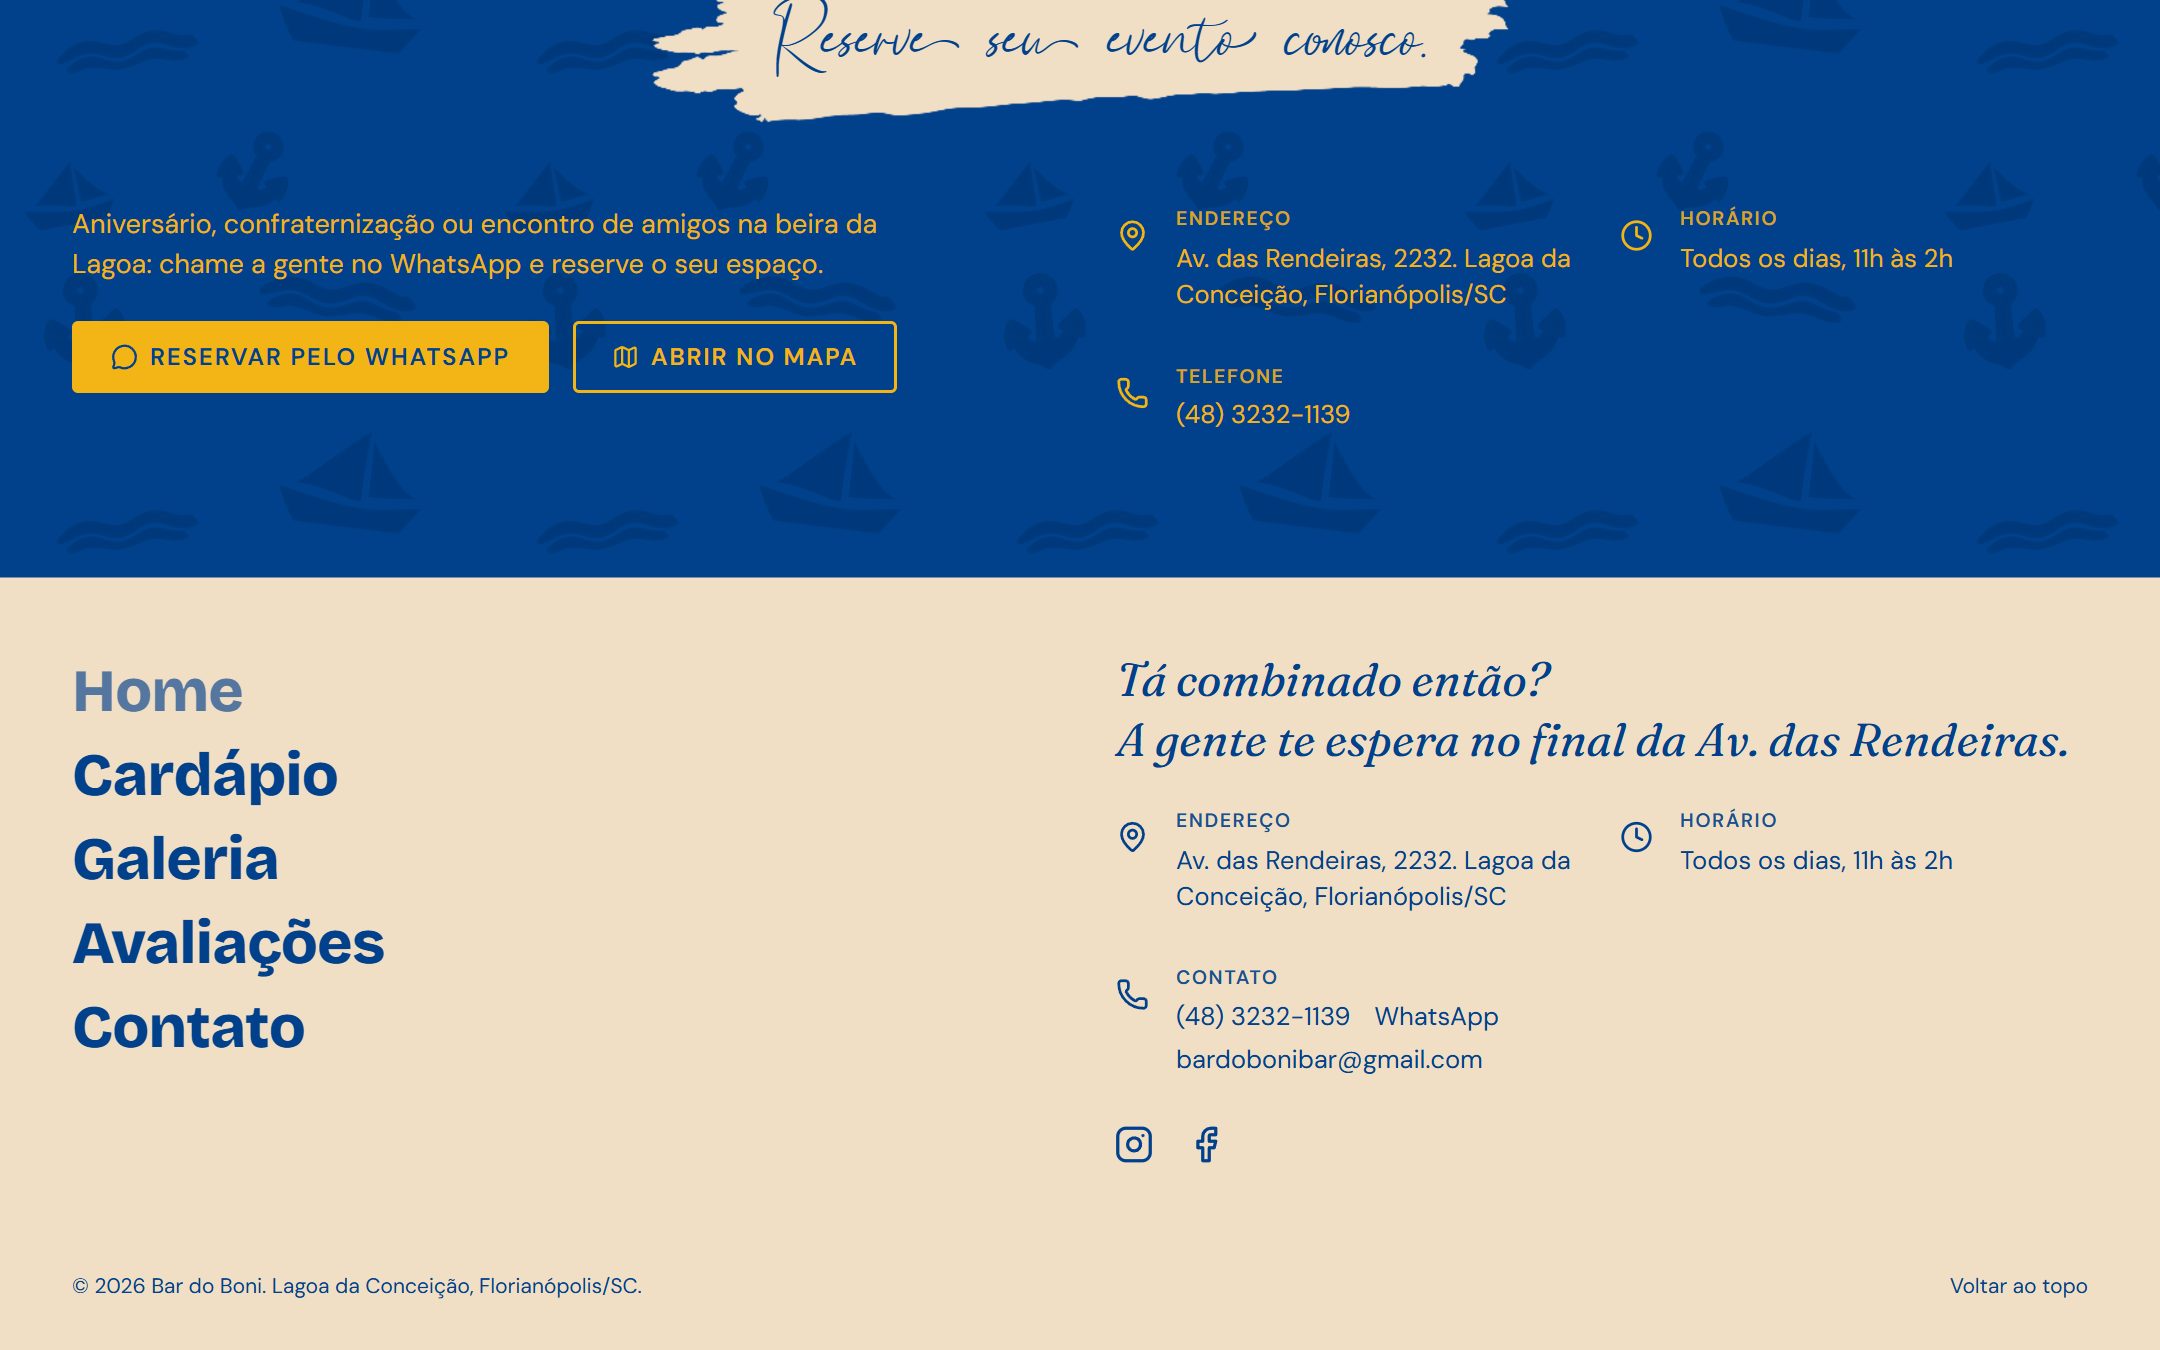 Reserve seu evento conosco.
Aniversário, confraternização ou encontro de amigos na beira da
Lagoa: chame a gente no WhatsApp e reserve o seu espaço.
RESERVAR PELO WHATSAPP
ABRIR NO MAPA
ENDEREÇO
Av. das Rendeiras, 2232. Lagoa da
Conceição, Florianópolis/SC
HORÁRIO
Todos os dias, 11h às 2h
TELEFONE
(48) 3232-1139
Home
Cardápio
Galeria
Avaliações
Contato
Tá combinado então?
A gente te espera no final da Av. das Rendeiras.
ENDEREÇO
Av. das Rendeiras, 2232. Lagoa da
Conceição, Florianópolis/SC
HORÁRIO
Todos os dias, 11h às 2h
CONTATO
(48) 3232-1139 WhatsApp
bardobonibar@gmail.com
© 2026 Bar do Boni. Lagoa da Conceição, Florianópolis/SC.
Voltar ao topo